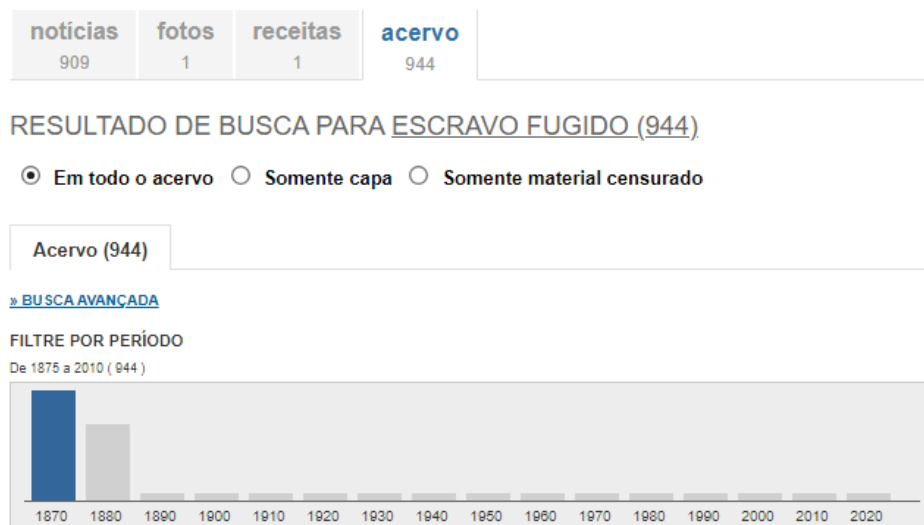 notícias fotos receitas acervo
909 1 1 944
RESULTADO DE BUSCA PARA ESCRAVO FUGIDO (944)
Em todo o acervo Somente capa Somente material censurado
Acervo (944)
» BUSCA AVANÇADA
FILTRE POR PERÍODO
De 1875 a 2010 ( 944 )
1870 1880 1890 1900 1910 1920 1930 1940 1950 1960 1970 1980 1990 2000 2010 2020